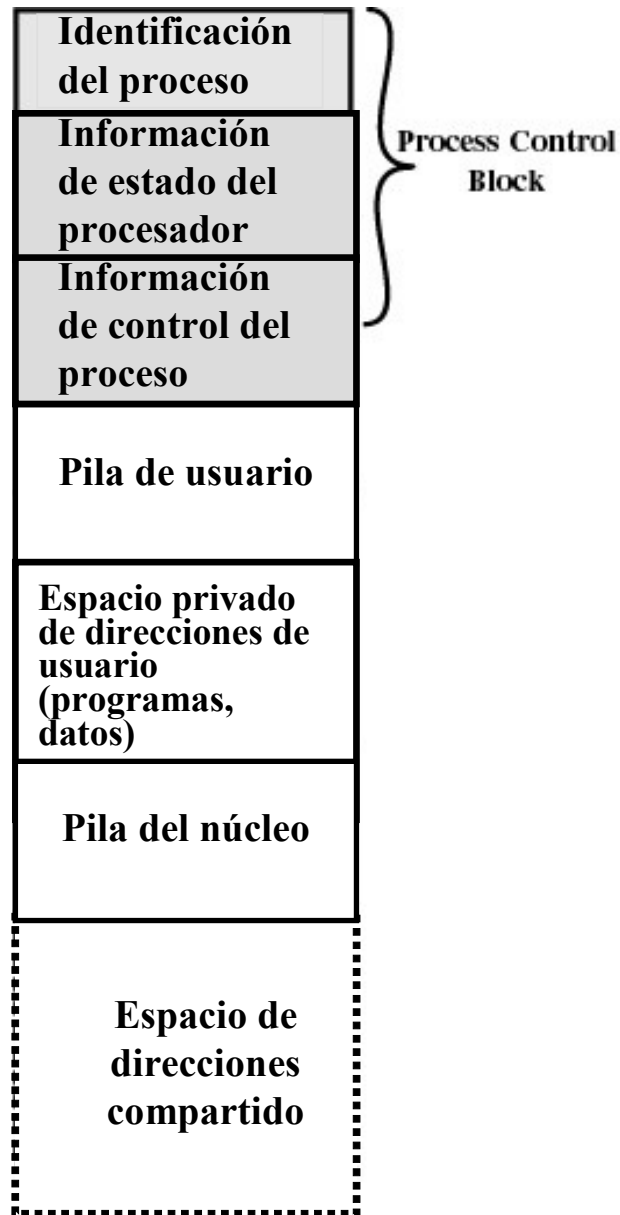 Identificación
del proceso
Process Control
Block
Información
de estado del
procesador
Información
de control del
proceso
Pila de usuario
Espacio privado
de direcciones de
usuario
(programas,
datos)
Pila del núcleo
Espacio de
direcciones
compartido